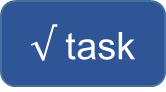 √ task